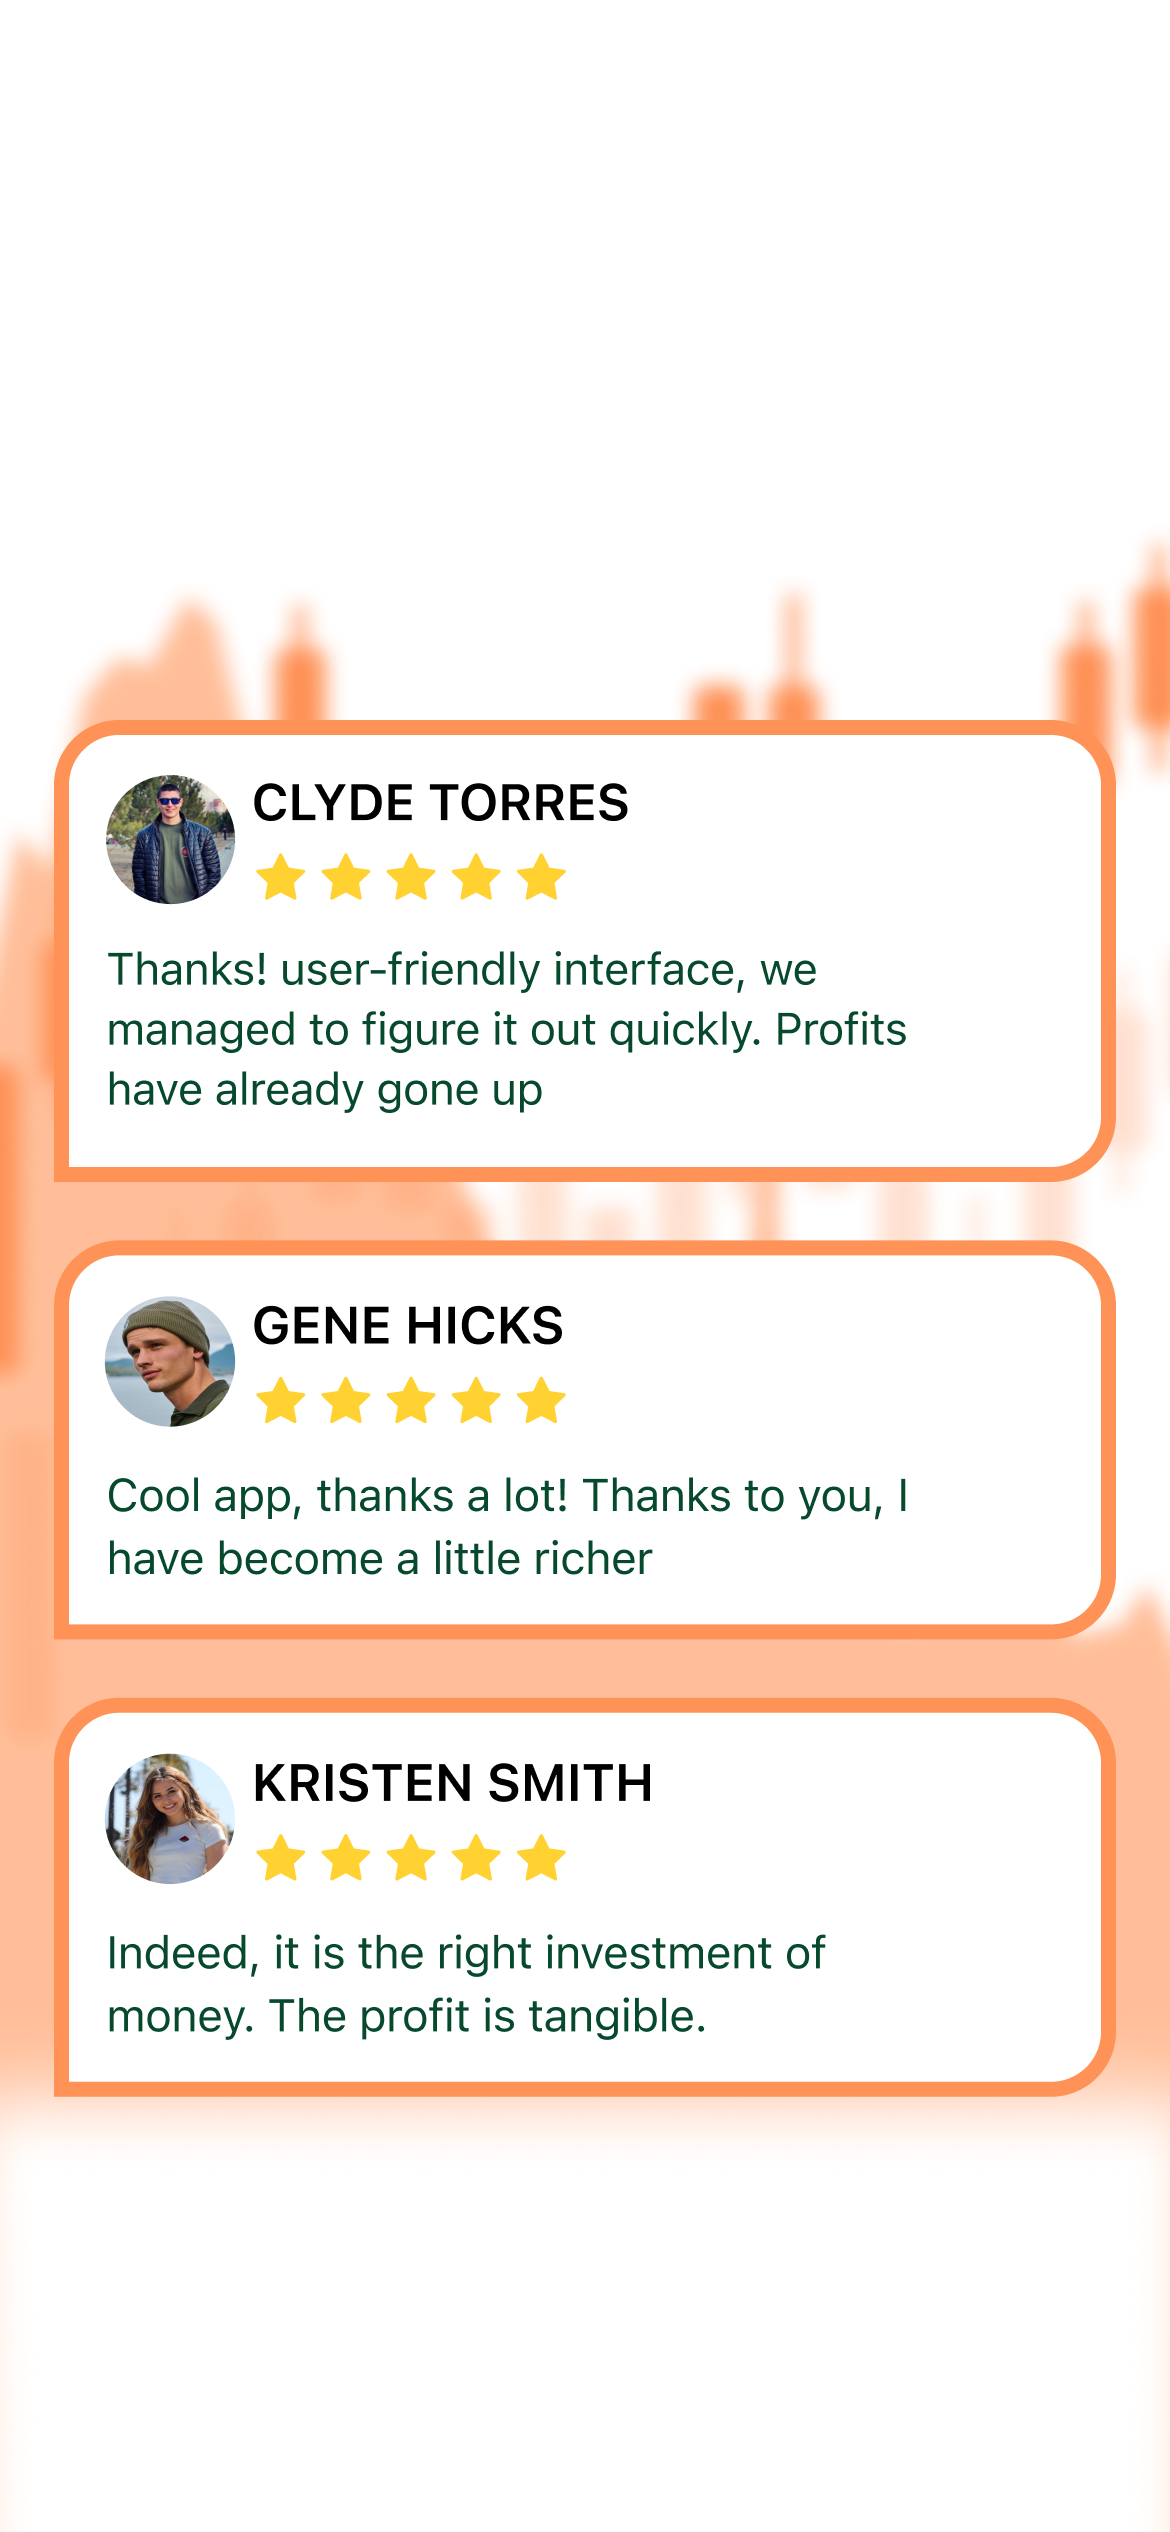 CLYDE TORRES
Thanks! user-friendly interface, we
managed to figure it out quickly. Profits
have already gone up
GENE HICKS
Cool app, thanks a lot! Thanks to you, I
have become a little richer
KRISTEN SMITH
Indeed, it is the right investment of
money. The profit is tangible.